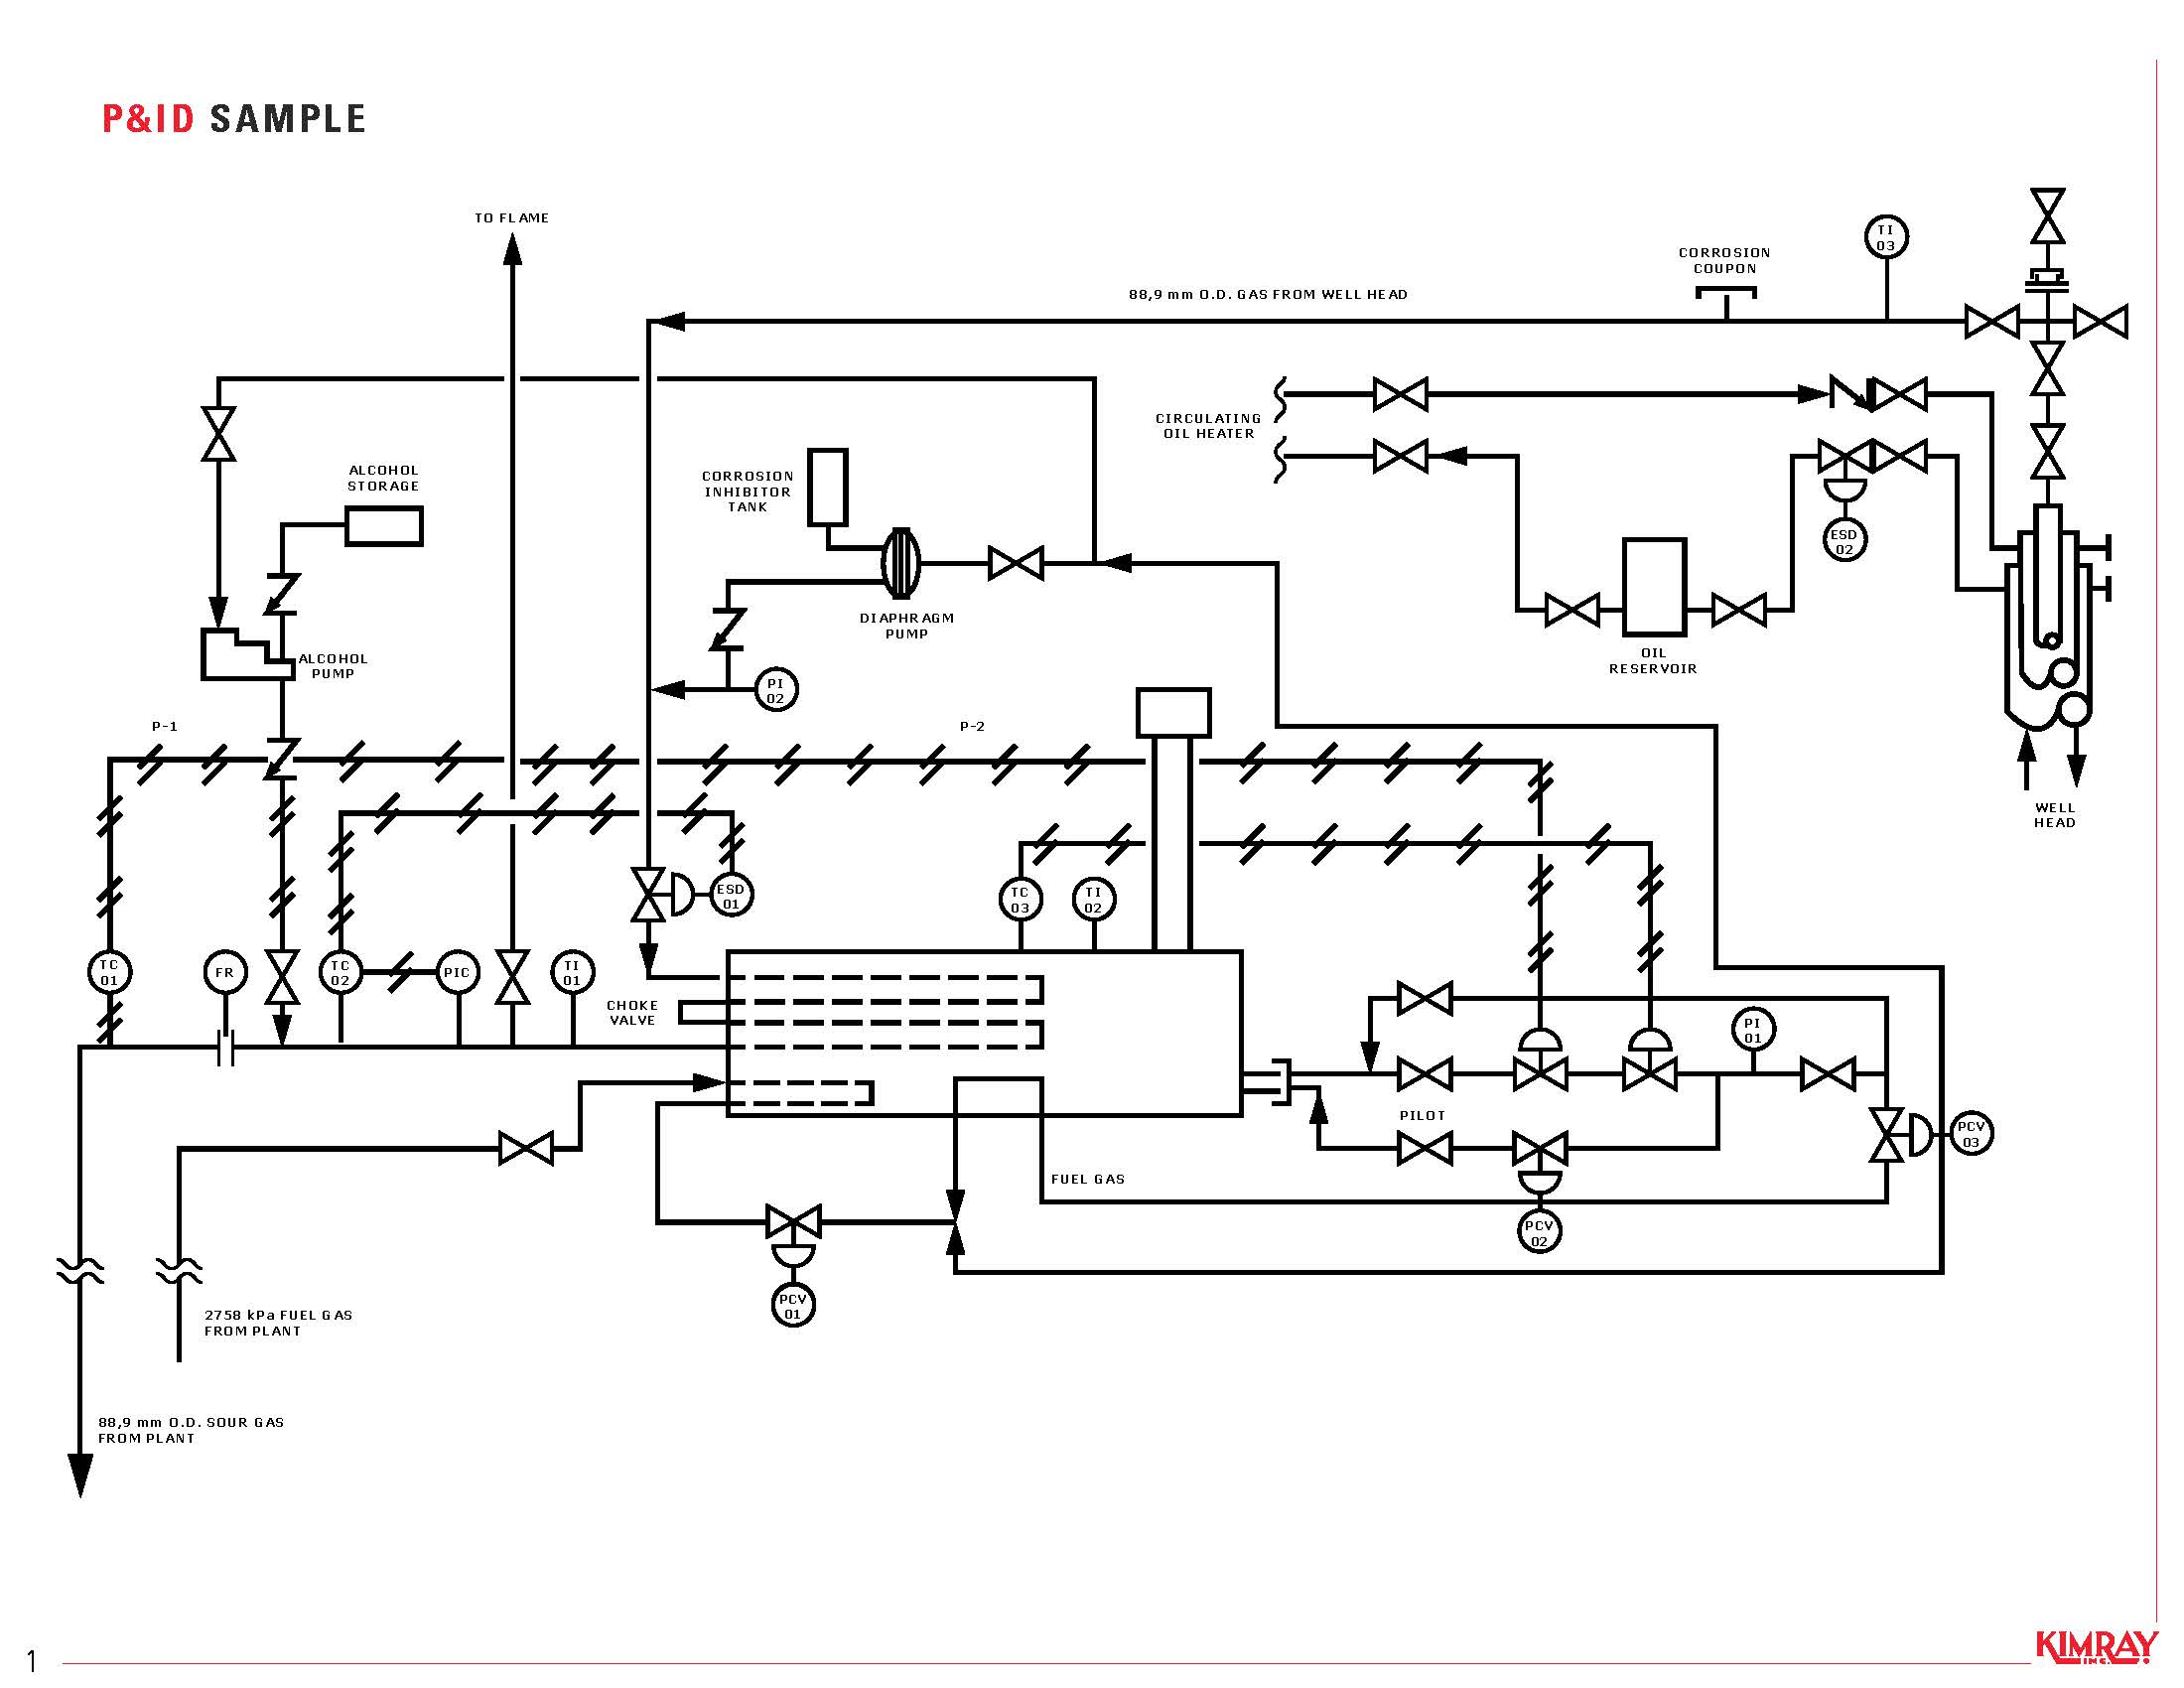 P&ID SAMPLE
TO FLAME
TI
03
CORROSION
COUPON
88,9 mm O.D. GAS FROM WELL HEAD
CIRCULATING
OIL HEATER
ALCOHOL
STORAGE
CORROSION
INHIBITOR
TANK
ESD
02
DIAPHRAGM
PUMP
OIL
RESERVOIR
ALCOHOL
PUMP
PI
02
P-1
P-2
WELL
HEAD
ESD
01
TC
03
TI
02
TC
01
FR
TC
02
PIC
TI
01
CHOKE
VALVE
PI
01
PILOT
PCV
03
FUEL GAS
PCV
02
PCV
01
2758 kPa FUEL GAS
FROM PLANT
88,9 mm O.D. SOUR GAS
FROM PLANT
1
KIMRAY
INC.